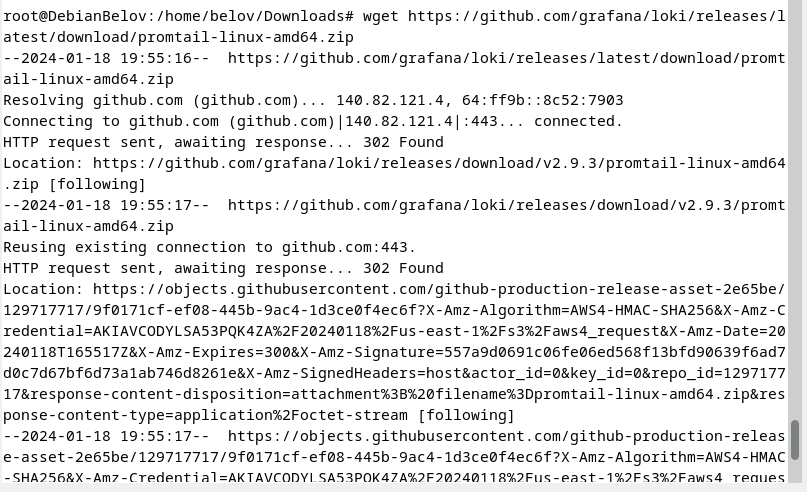 root@DebianBelov:/home/belov/Downloads# wget https://github.com/grafana/loki/releases/l
atest/download/promtail-linux-amd64.zip
--2024-01-18 19:55:16--  https://github.com/grafana/loki/releases/latest/download/promt
ail-linux-amd64.zip
Resolving github.com (github.com)... 140.82.121.4, 64:ff9b::8c52:7903
Connecting to github.com (github.com)|140.82.121.4|:443... connected.
HTTP request sent, awaiting response... 302 Found
Location: https://github.com/grafana/loki/releases/download/v2.9.3/promtail-linux-amd64
.zip [following]
--2024-01-18 19:55:17--  https://github.com/grafana/loki/releases/download/v2.9.3/promt
ail-linux-amd64.zip
Reusing existing connection to github.com:443.
HTTP request sent, awaiting response... 302 Found
Location: https://objects.githubusercontent.com/github-production-release-asset-2e65be/
129717717/9f0171cf-ef08-445b-9ac4-1d3ce0f4ec6f?X-Amz-Algorithm=AWS4-HMAC-SHA256&X-Amz-C
redential=AKIAVCODYLSA53PQK4ZA%2F20240118%2Fus-east-1%2Fs3%2Faws4_request&X-Amz-Date=20
240118T165517Z&X-Amz-Expires=300&X-Amz-Signature=557a9d0691c06fe06ed568f13bfd90639f6ad7
d0c7d67bf6d73a1ab746d8261e&X-Amz-SignedHeaders=host&actor_id=0&key_id=0&repo_id=1297177
17&response-content-disposition=attachment%3B%20filename%3Dpromtail-linux-amd64.zip&res
ponse-content-type=application%2Foctet-stream [following]
--2024-01-18 19:55:17--  https://objects.githubusercontent.com/github-production-releas
e-asset-2e65be/129717717/9f0171cf-ef08-445b-9ac4-1d3ce0f4ec6f?X-Amz-Algorithm=AWS4-HMAC
-SHA256&X-Amz-Credential=AKIAVCODYLSA53PQK4ZA%2F20240118%2Fus-east-1%2Fs3%2Faws4_reques